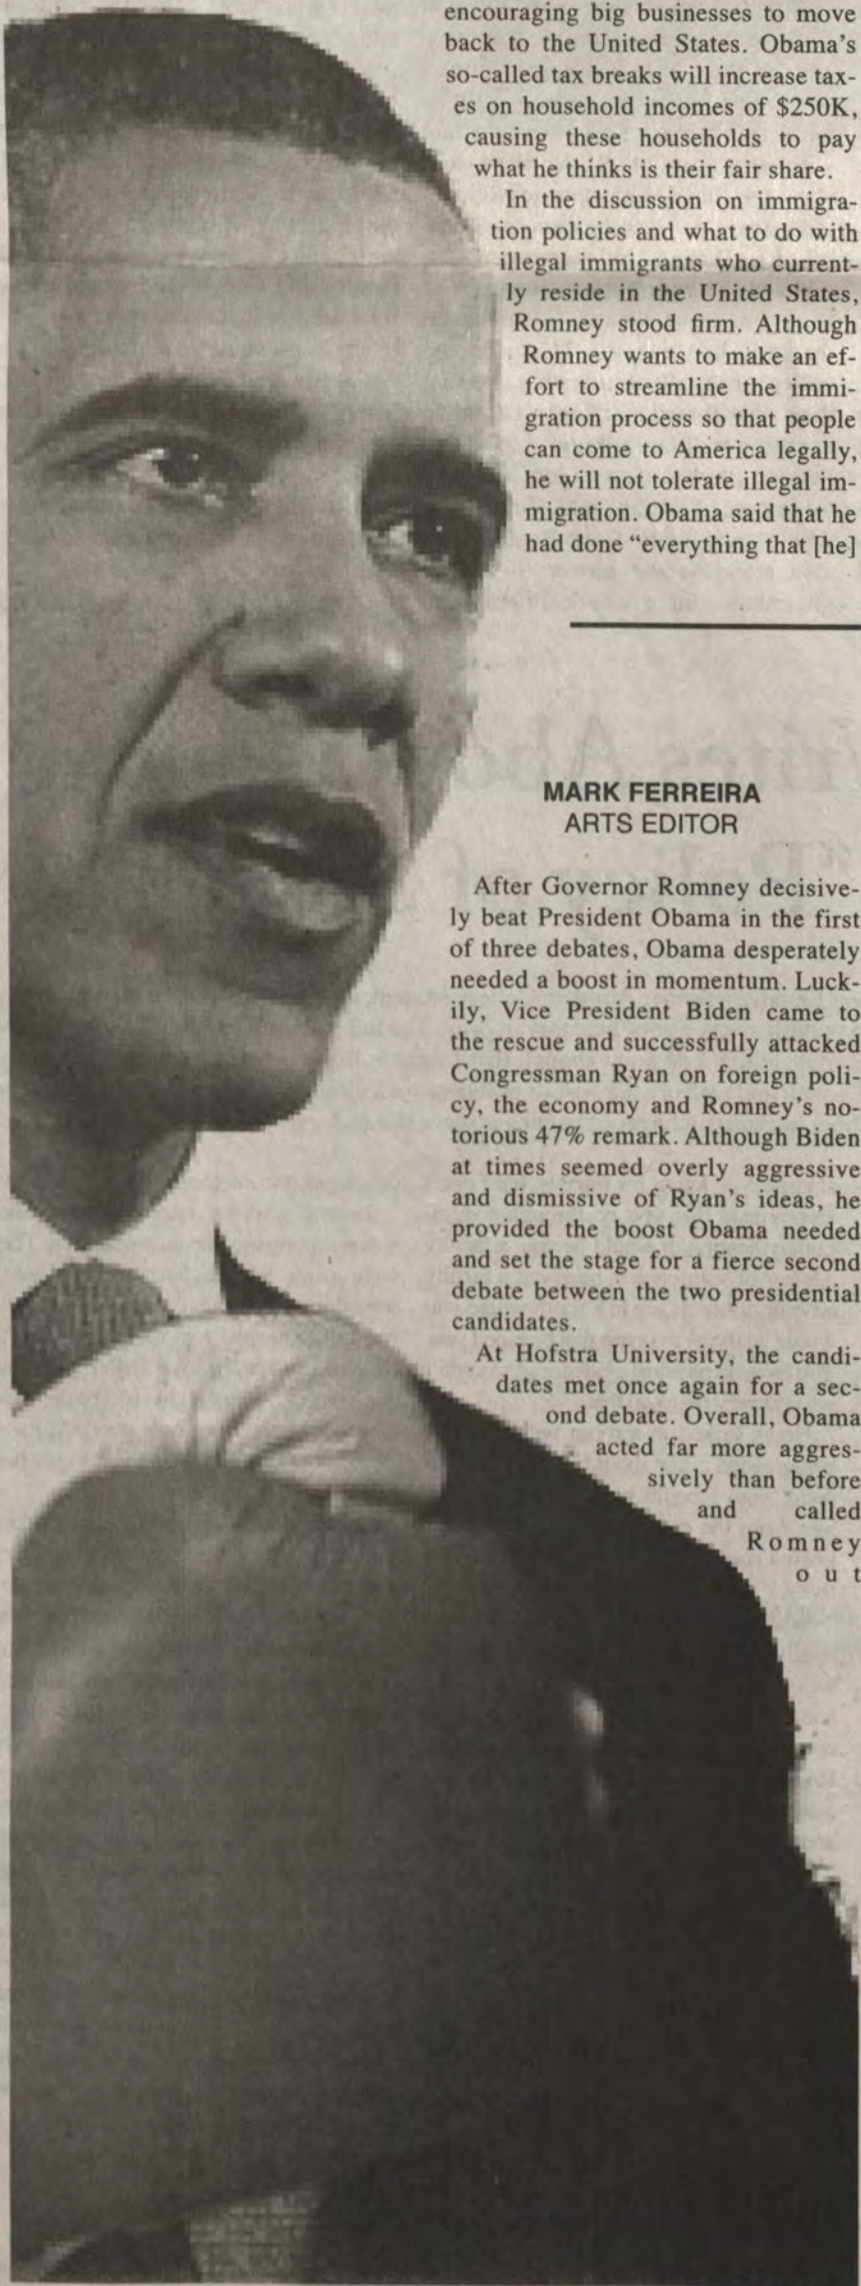 encouraging big businesses to move
back to the United States. Obama's
so-called tax breaks will increase tax-
es on household incomes of $250K,
causing these households to pay
what he thinks is their fair share.
In the discussion on immigra-
tion policies and what to do with
illegal immigrants who current-
ly reside in the United States,
Romney stood firm. Although
Romney wants to make an ef-
fort to streamline the immi-
gration process so that people
can come to America legally,
he will not tolerate illegal im-
migration. Obama said that he
had done “everything that [he]
MARK FERREIRA
ARTS EDITOR
After Governor Romney decisive-
ly beat President Obama in the first
of three debates, Obama desperately
needed a boost in momentum. Luck-
ily, Vice President Biden came to
the rescue and successfully attacked
Congressman Ryan on foreign poli-
cy, the economy and Romney's no-
torious 47% remark. Although Biden
at times seemed overly aggressive
and dismissive of Ryan's ideas, he
provided the boost Obama needed
and set the stage for a fierce second
debate between the two presidential
candidates.
At Hofstra University, the candi-
dates met once again for a sec-
ond debate. Overall, Obama
acted far more aggres-
sively than before
and called
Romney
out